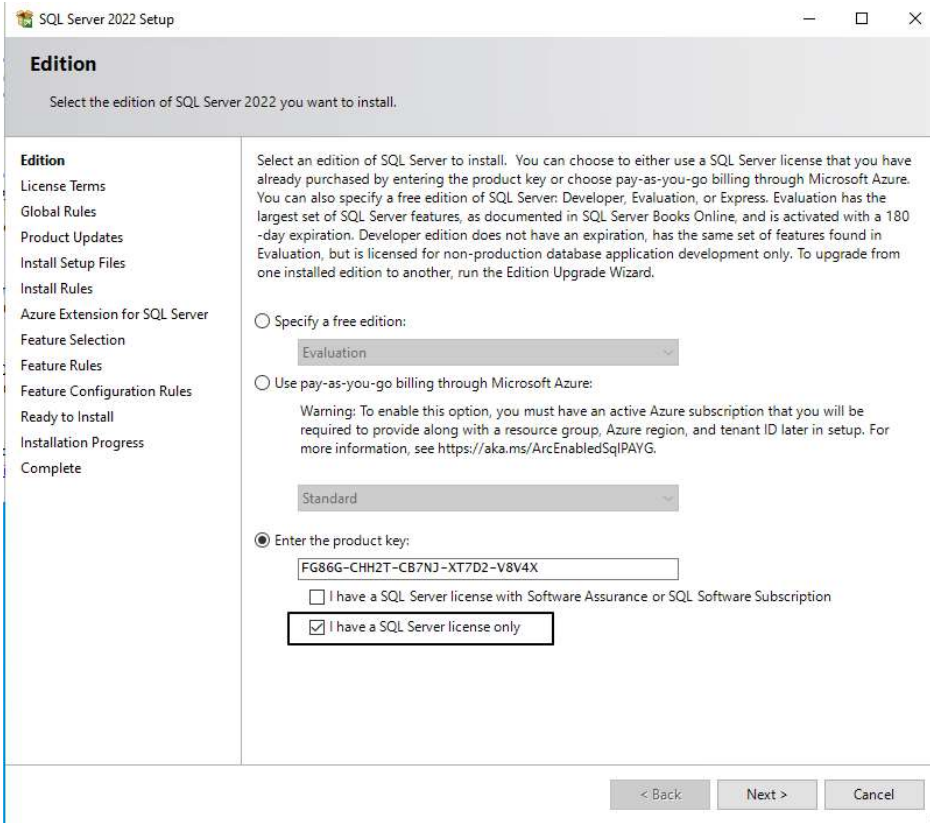 SQL Server 2022 Setup
Edition
Select the edition of SQL Server 2022 you want to install.
Edition
License Terms
Global Rules
Product Updates
Install Setup Files
Install Rules
Azure Extension for SQL Server
Feature Selection
Feature Rules
Feature Configuration Rules
Ready to Install
Installation Progress
Complete
Select an edition of SQL Server to install. You can choose to either use a SQL Server license that you have
already purchased by entering the product key or choose pay-as-you-go billing through Microsoft Azure.
You can also specify a free edition of SQL Server: Developer, Evaluation, or Express. Evaluation has the
largest set of SQL Server features, as documented in SQL Server Books Online, and is activated with a 180
-day expiration. Developer edition does not have an expiration, has the same set of features found in
Evaluation, but is licensed for non-production database application development only. To upgrade from
one installed edition to another, run the Edition Upgrade Wizard.
Specify a free edition:
Evaluation
Use pay-as-you-go billing through Microsoft Azure:
Warning: To enable this option, you must have an active Azure subscription that you will be
required to provide along with a resource group, Azure region, and tenant ID later in setup. For
more information, see https://aka.ms/ArcEnabledSqlPAYG.
Standard
Enter the product key:
FG86G-CHH2T-CB7NJ-XT7D2-V8V4X
I have a SQL Server license with Software Assurance or SQL Software Subscription
I have a SQL Server license only
< Back
Next >
Cancel